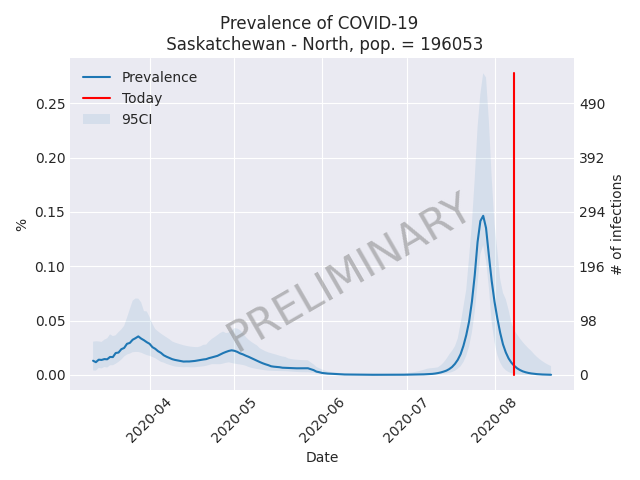 Prevalence of COVID-19
Saskatchewan - North, pop. = 196053
Prevalence
Today
95CI
0.25
0.20
0.15
0.10
0.05
0.00
%
490
392
294
196
98
0
# of infections
PRELIMINARY
2020-04
2020-05
2020-06
2020-07
2020-08
Date